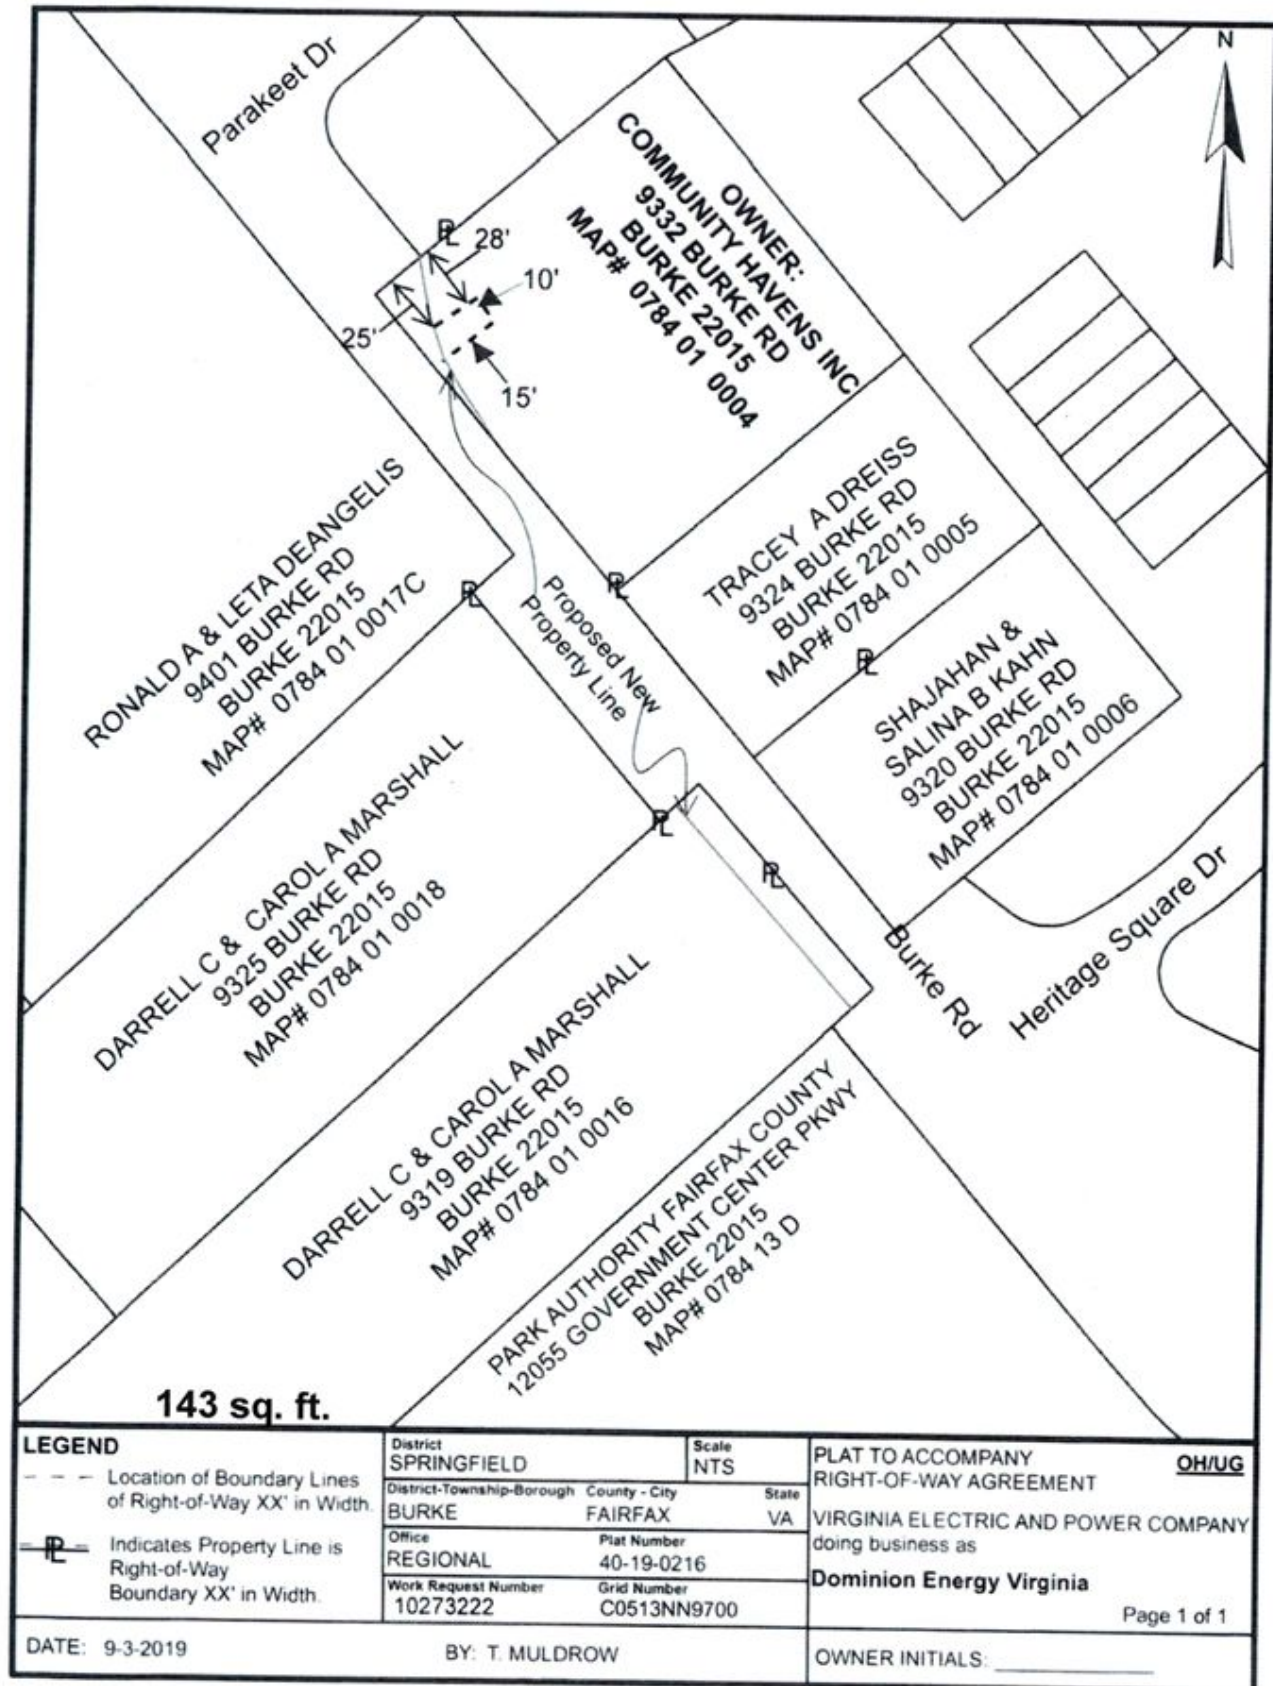 Parakeet Dr
N
OWNER:
COMMUNITY HAVENS INC
9332 BURKE RD
BURKE 22015
MAP# 0784 01 0004
PL
28'
10'
25'
15'
RONALD A & LETA DEANGELIS
9401 BURKE RD
BURKE 22015
MAP# 0784 01 0017C
PL
Proposed New
Property Line
PL
TRACEY A DREISS
9324 BURKE RD
BURKE 22015
MAP# 0784 01 0005
PL
SHAJAHAN &
SALINA B KAHN
9320 BURKE RD
BURKE 22015
MAP# 0784 01 0006
DARRELL C & CAROL A MARSHALL
9325 BURKE RD
BURKE 22015
MAP# 0784 01 0018
PL
PL
Burke Rd
Heritage Square Dr
DARRELL C & CAROL A MARSHALL
9319 BURKE RD
BURKE 22015
MAP# 0784 01 0016
PARK AUTHORITY FAIRFAX COUNTY
12055 GOVERNMENT CENTER PKWY
BURKE 22015
MAP# 0784 13 D
143 sq. ft.
LEGEND
Location of Boundary Lines
of Right-of-Way XX' in Width.
PL Indicates Property Line is
Right-of-Way
Boundary XX' in Width.
District
SPRINGFIELD
Scale
NTS
District-Township-Borough County - City State
BURKE FAIRFAX VA
Office Plat Number
REGIONAL 40-19-0216
Work Request Number Grid Number
10273222 C0513NN9700
PLAT TO ACCOMPANY OH/UG
RIGHT-OF-WAY AGREEMENT
VIRGINIA ELECTRIC AND POWER COMPANY
doing business as
Dominion Energy Virginia
Page 1 of 1
DATE: 9-3-2019 BY: T. MULDROW
OWNER INITIALS: